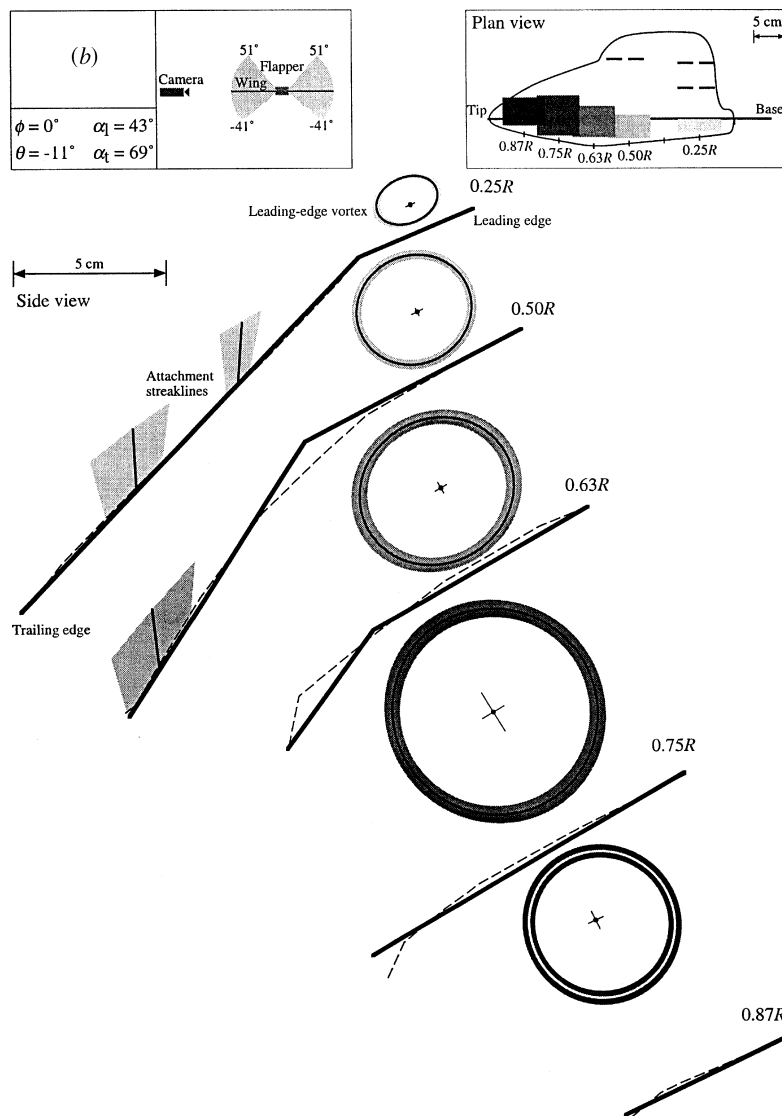 (b)
ϕ = 0° α_l = 43°
θ = -11° α_t = 69°
51° 51°
Camera
Flapper
Wing
-41° -41°
Plan view
5 cm
Tip
Base
0.87R
0.75R
0.63R
0.50R
0.25R
0.25R
Leading-edge vortex
Leading edge
5 cm
Side view
0.50R
Attachment
streaklines
0.63R
Trailing edge
0.75R
0.87R